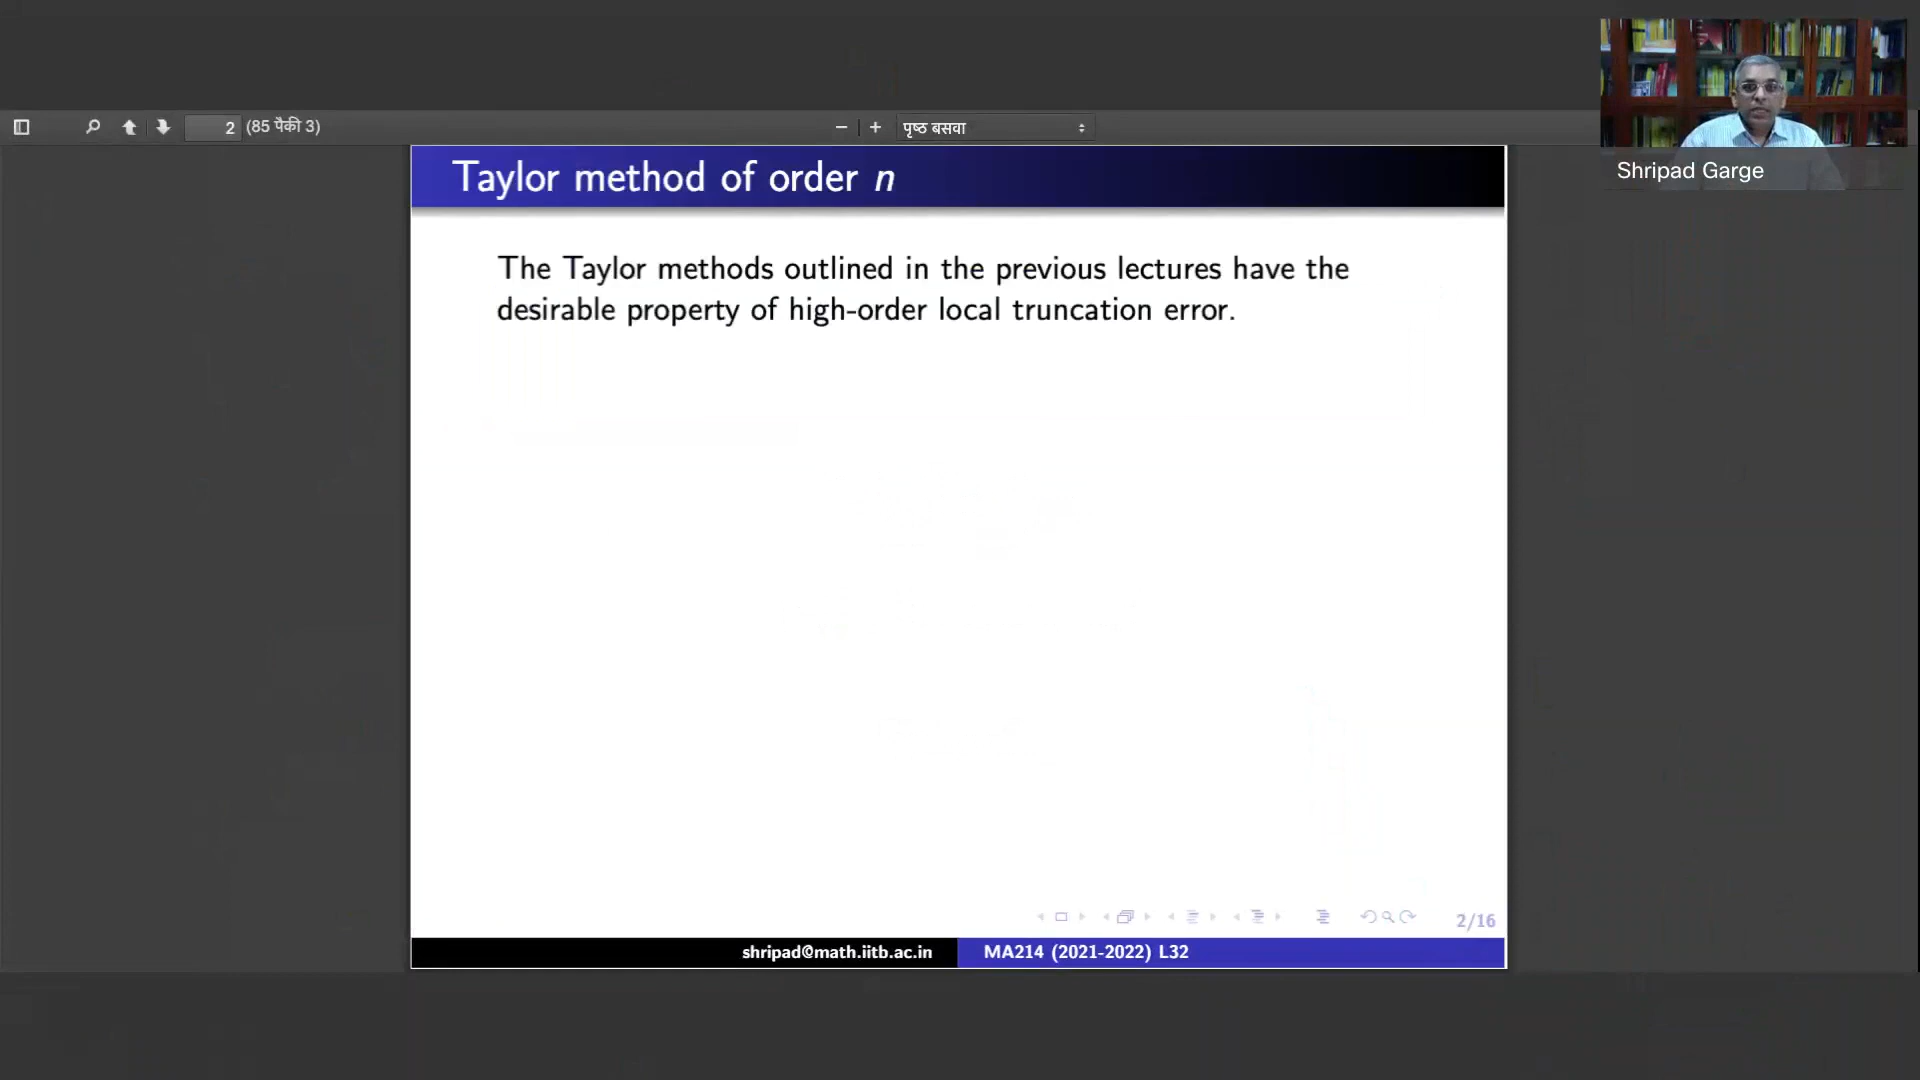 Shripad Garge
2 (85 पैकी 3)
पृष्ठ बसवा
Taylor method of order n
The Taylor methods outlined in the previous lectures have the
desirable property of high-order local truncation error.
2/16
shripad@math.iitb.ac.in
MA214 (2021-2022) L32